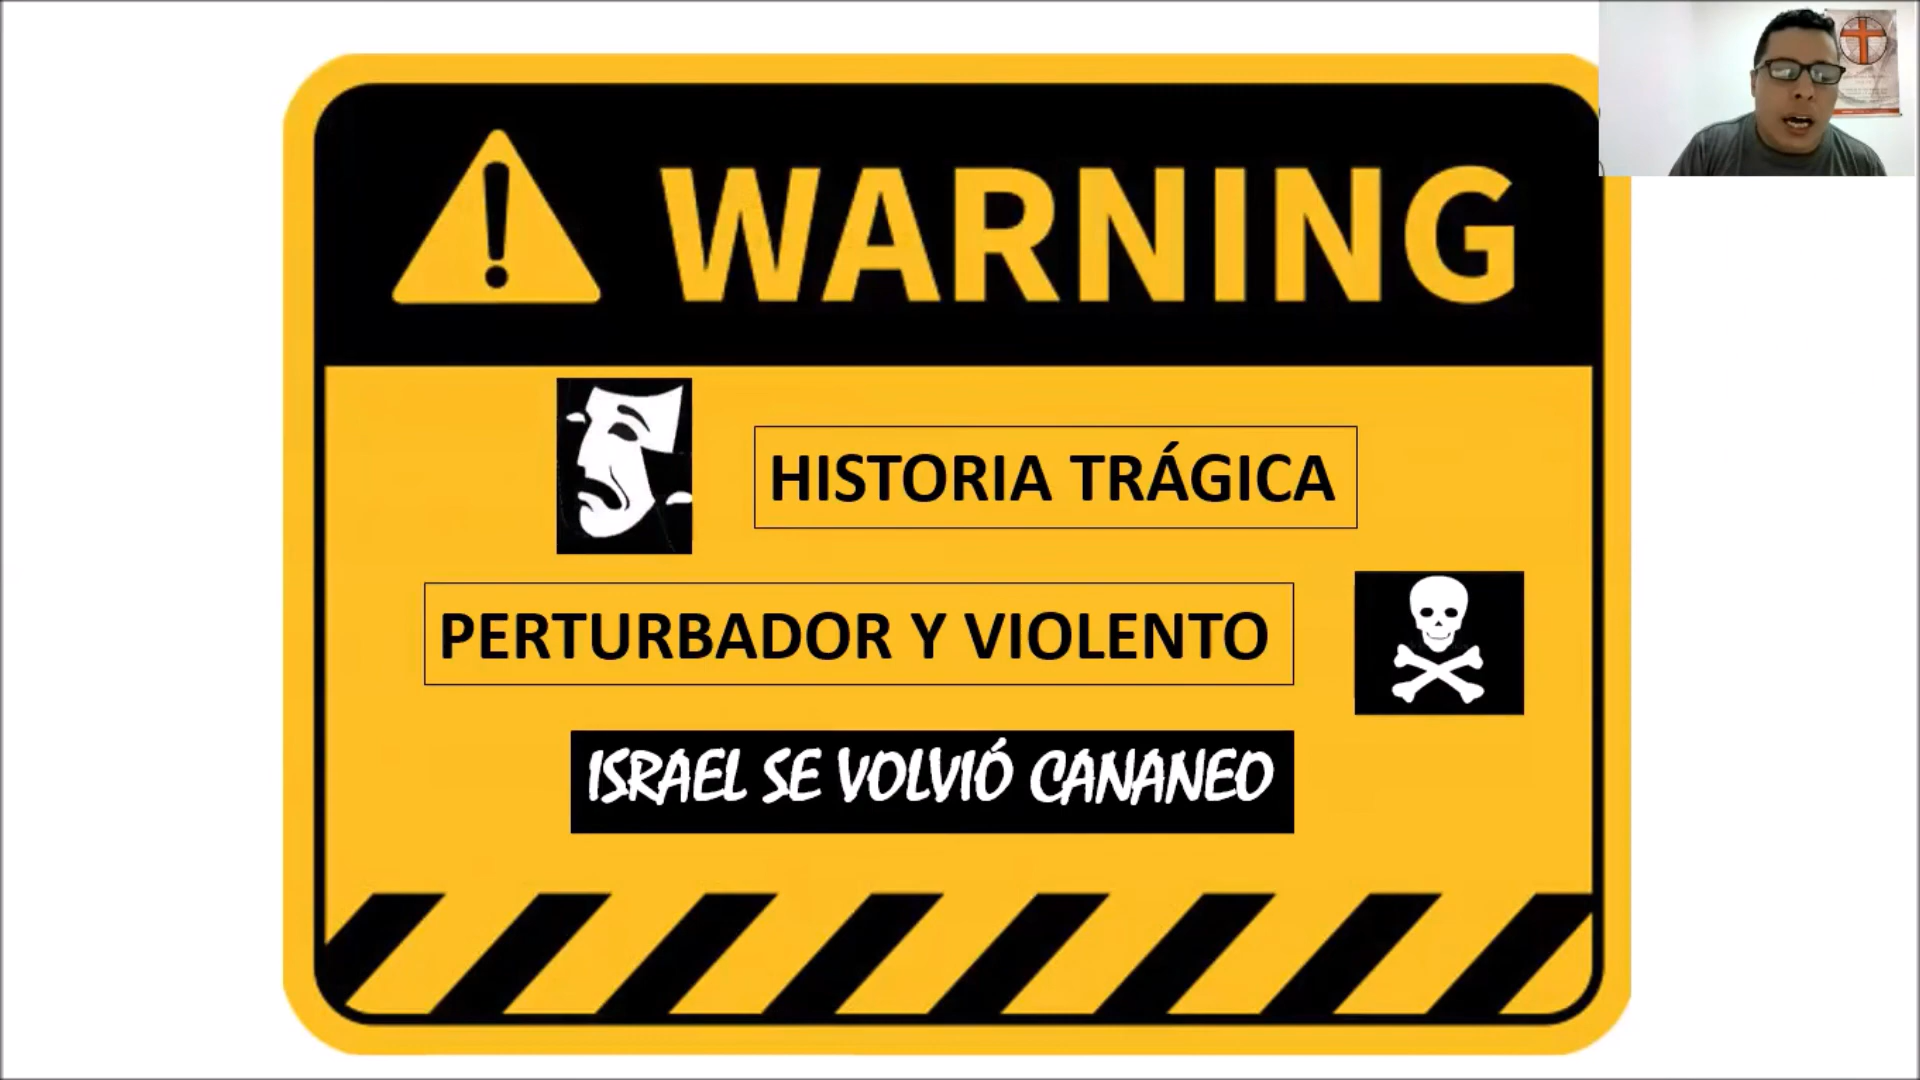 WARNING
HISTORIA TRÁGICA
PERTURBADOR Y VIOLENTO
ISRAEL SE VOLVIÓ CANANEO